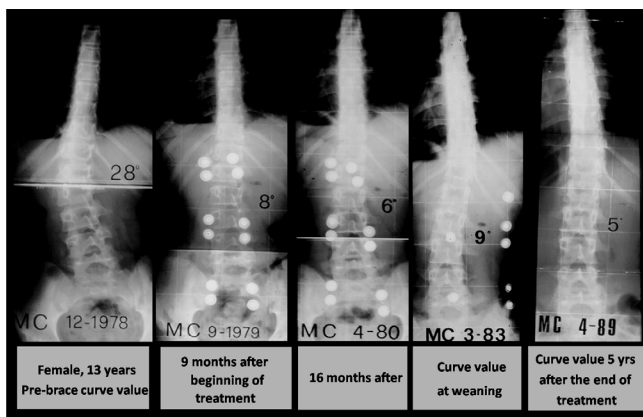 28°
MC 12-1978
Female, 13 years
Pre-brace curve value
8°
MC 9-1979
9 months after
beginning of
treatment
6°
MC 4-80
16 months after
9°
MC 3-83
Curve value
at weaning
5°
MC 4-89
Curve value 5 yrs
after the end of
treatment